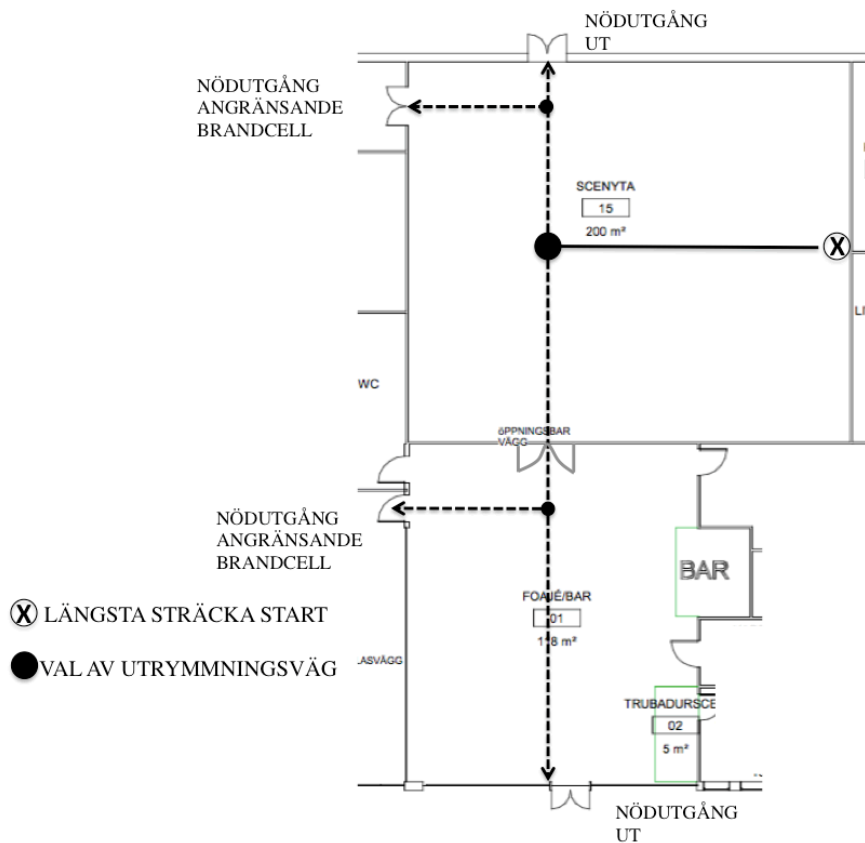 NÖDUTGÅNG
UT
NÖDUTGÅNG
ANGRÄNSANDE
BRANDCELL
SCENYTA
15
200 m²
WC
ÖPPNINGSBAR
VÄGG
NÖDUTGÅNG
ANGRÄNSANDE
BRANDCELL
BAR
FOAJÉ/BAR
01
X LÄNGSTA STRÄCKA START
VAL AV UTRYMMNINGSVÄG
LASVÄGG
TRUBADURSCE
02
5 m²
NÖDUTGÅNG
UT